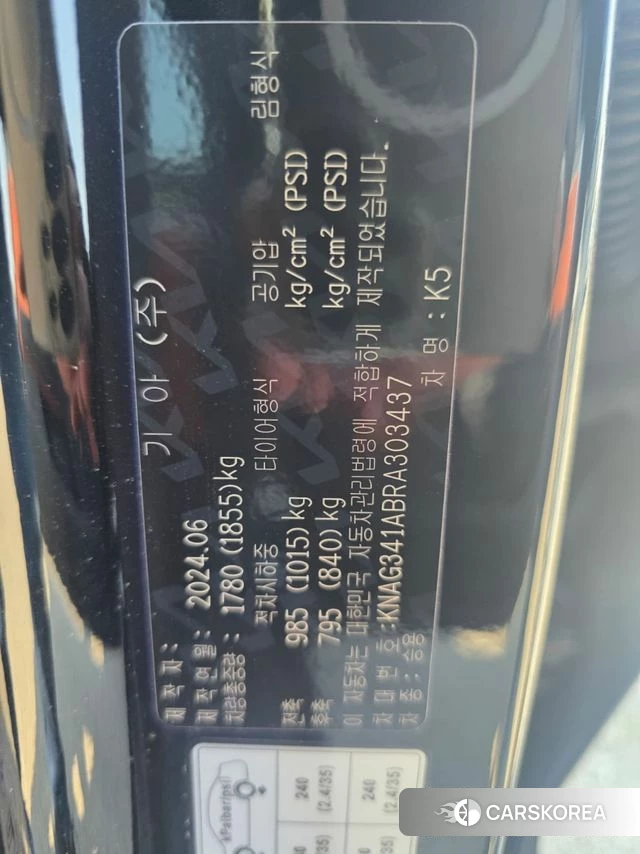 기아 (주)
제 작 자 :
제 작 연 월 : 2024.06
차량총중량 : 1780 (1855)kg
적차시하중 타이어형식 공기압 림형식
전축 985 (1015)kg kg/cm² (PSI)
후축 795 (840)kg kg/cm² (PSI)
이 자동차는 대한민국 자동차관리법령에 적합하게 제작되었습니다.
차 대 번 호 : KNAG341ABRA303437
차 종 : 승용 차 명 : K5
kPa(bar/psi)
240
(2.4/35)
240
(2.4/35)
CARSKOREA